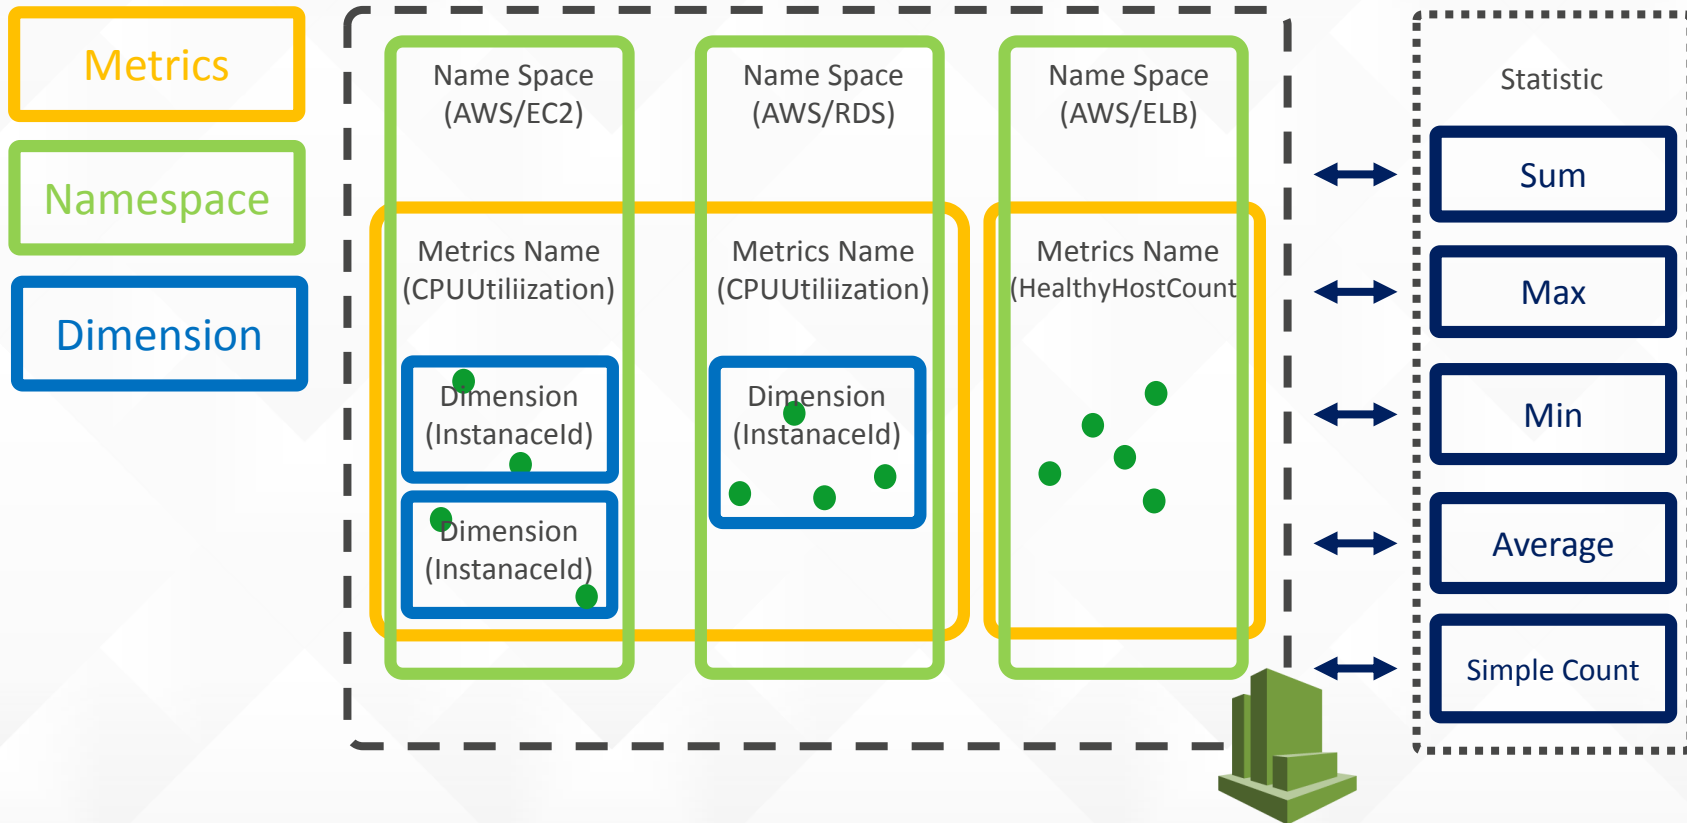 Metrics
Namespace
Dimension
Name Space
(AWS/EC2)
Metrics Name
(CPUUtiliization)
Dimension
(InstanaceId)
Dimension
(InstanaceId)
Name Space
(AWS/RDS)
Metrics Name
(CPUUtiliization)
Dimension
(InstanaceId)
Name Space
(AWS/ELB)
Metrics Name
(HealthyHostCount
Statistic
Sum
Max
Min
Average
Simple Count